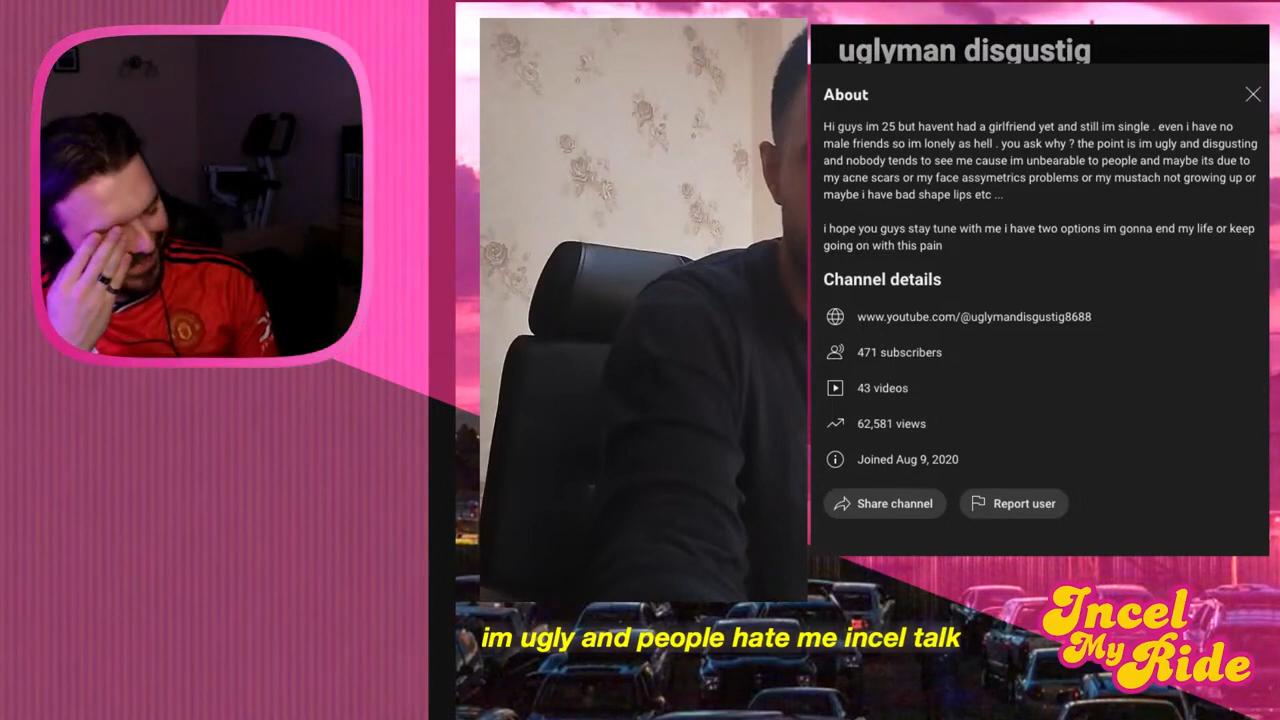 uglyman disgustig
About
Hi guys im 25 but havent had a girlfriend yet and still im single . even i have no
male friends so im lonely as hell . you ask why ? the point is im ugly and disgusting
and nobody tends to see me cause im unbearable to people and maybe its due to
my acne scars or my face assymetrics problems or my mustach not growing up or
maybe i have bad shape lips etc ...
i hope you guys stay tune with me i have two options im gonna end my life or keep
going on with this pain
Channel details
www.youtube.com/@uglymandisgustig8688
471 subscribers
43 videos
62,581 views
Joined Aug 9, 2020
Share channel
Report user
im ugly and people hate me incel talk
Incel
My
Ride